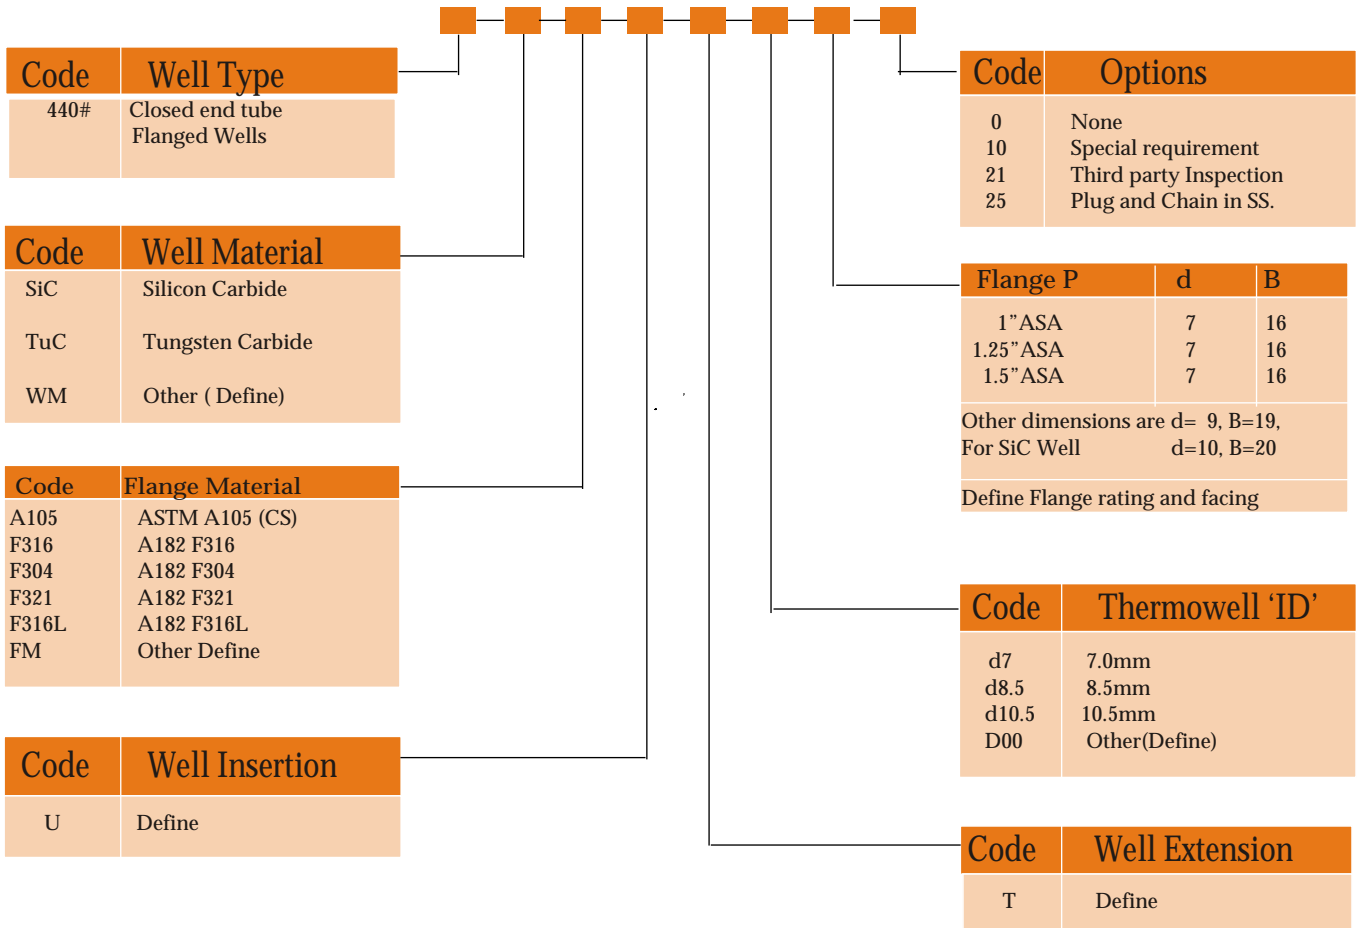 Code Well Type
440# Closed end tube
Flanged Wells
Code Well Material
SiC Silicon Carbide
TuC Tungsten Carbide
WM Other ( Define)
Code Flange Material
A105 ASTM A105 (CS)
F316 A182 F316
F304 A182 F304
F321 A182 F321
F316L A182 F316L
FM Other Define
Code Well Insertion
U Define
Code Options
0 None
10 Special requirement
21 Third party Inspection
25 Plug and Chain in SS.
Flange P d B
1”ASA 7 16
1.25”ASA 7 16
1.5”ASA 7 16
Other dimensions are d= 9, B=19,
For SiC Well d=10, B=20
Define Flange rating and facing
Code Thermowell ‘ID’
d7 7.0mm
d8.5 8.5mm
d10.5 10.5mm
D00 Other(Define)
Code Well Extension
T Define